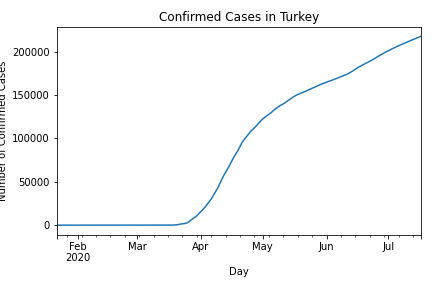 Confirmed Cases in Turkey
Number of Confirmed Cases
200000
150000
100000
50000
0
Feb Mar Apr May Jun Jul
2020
Day